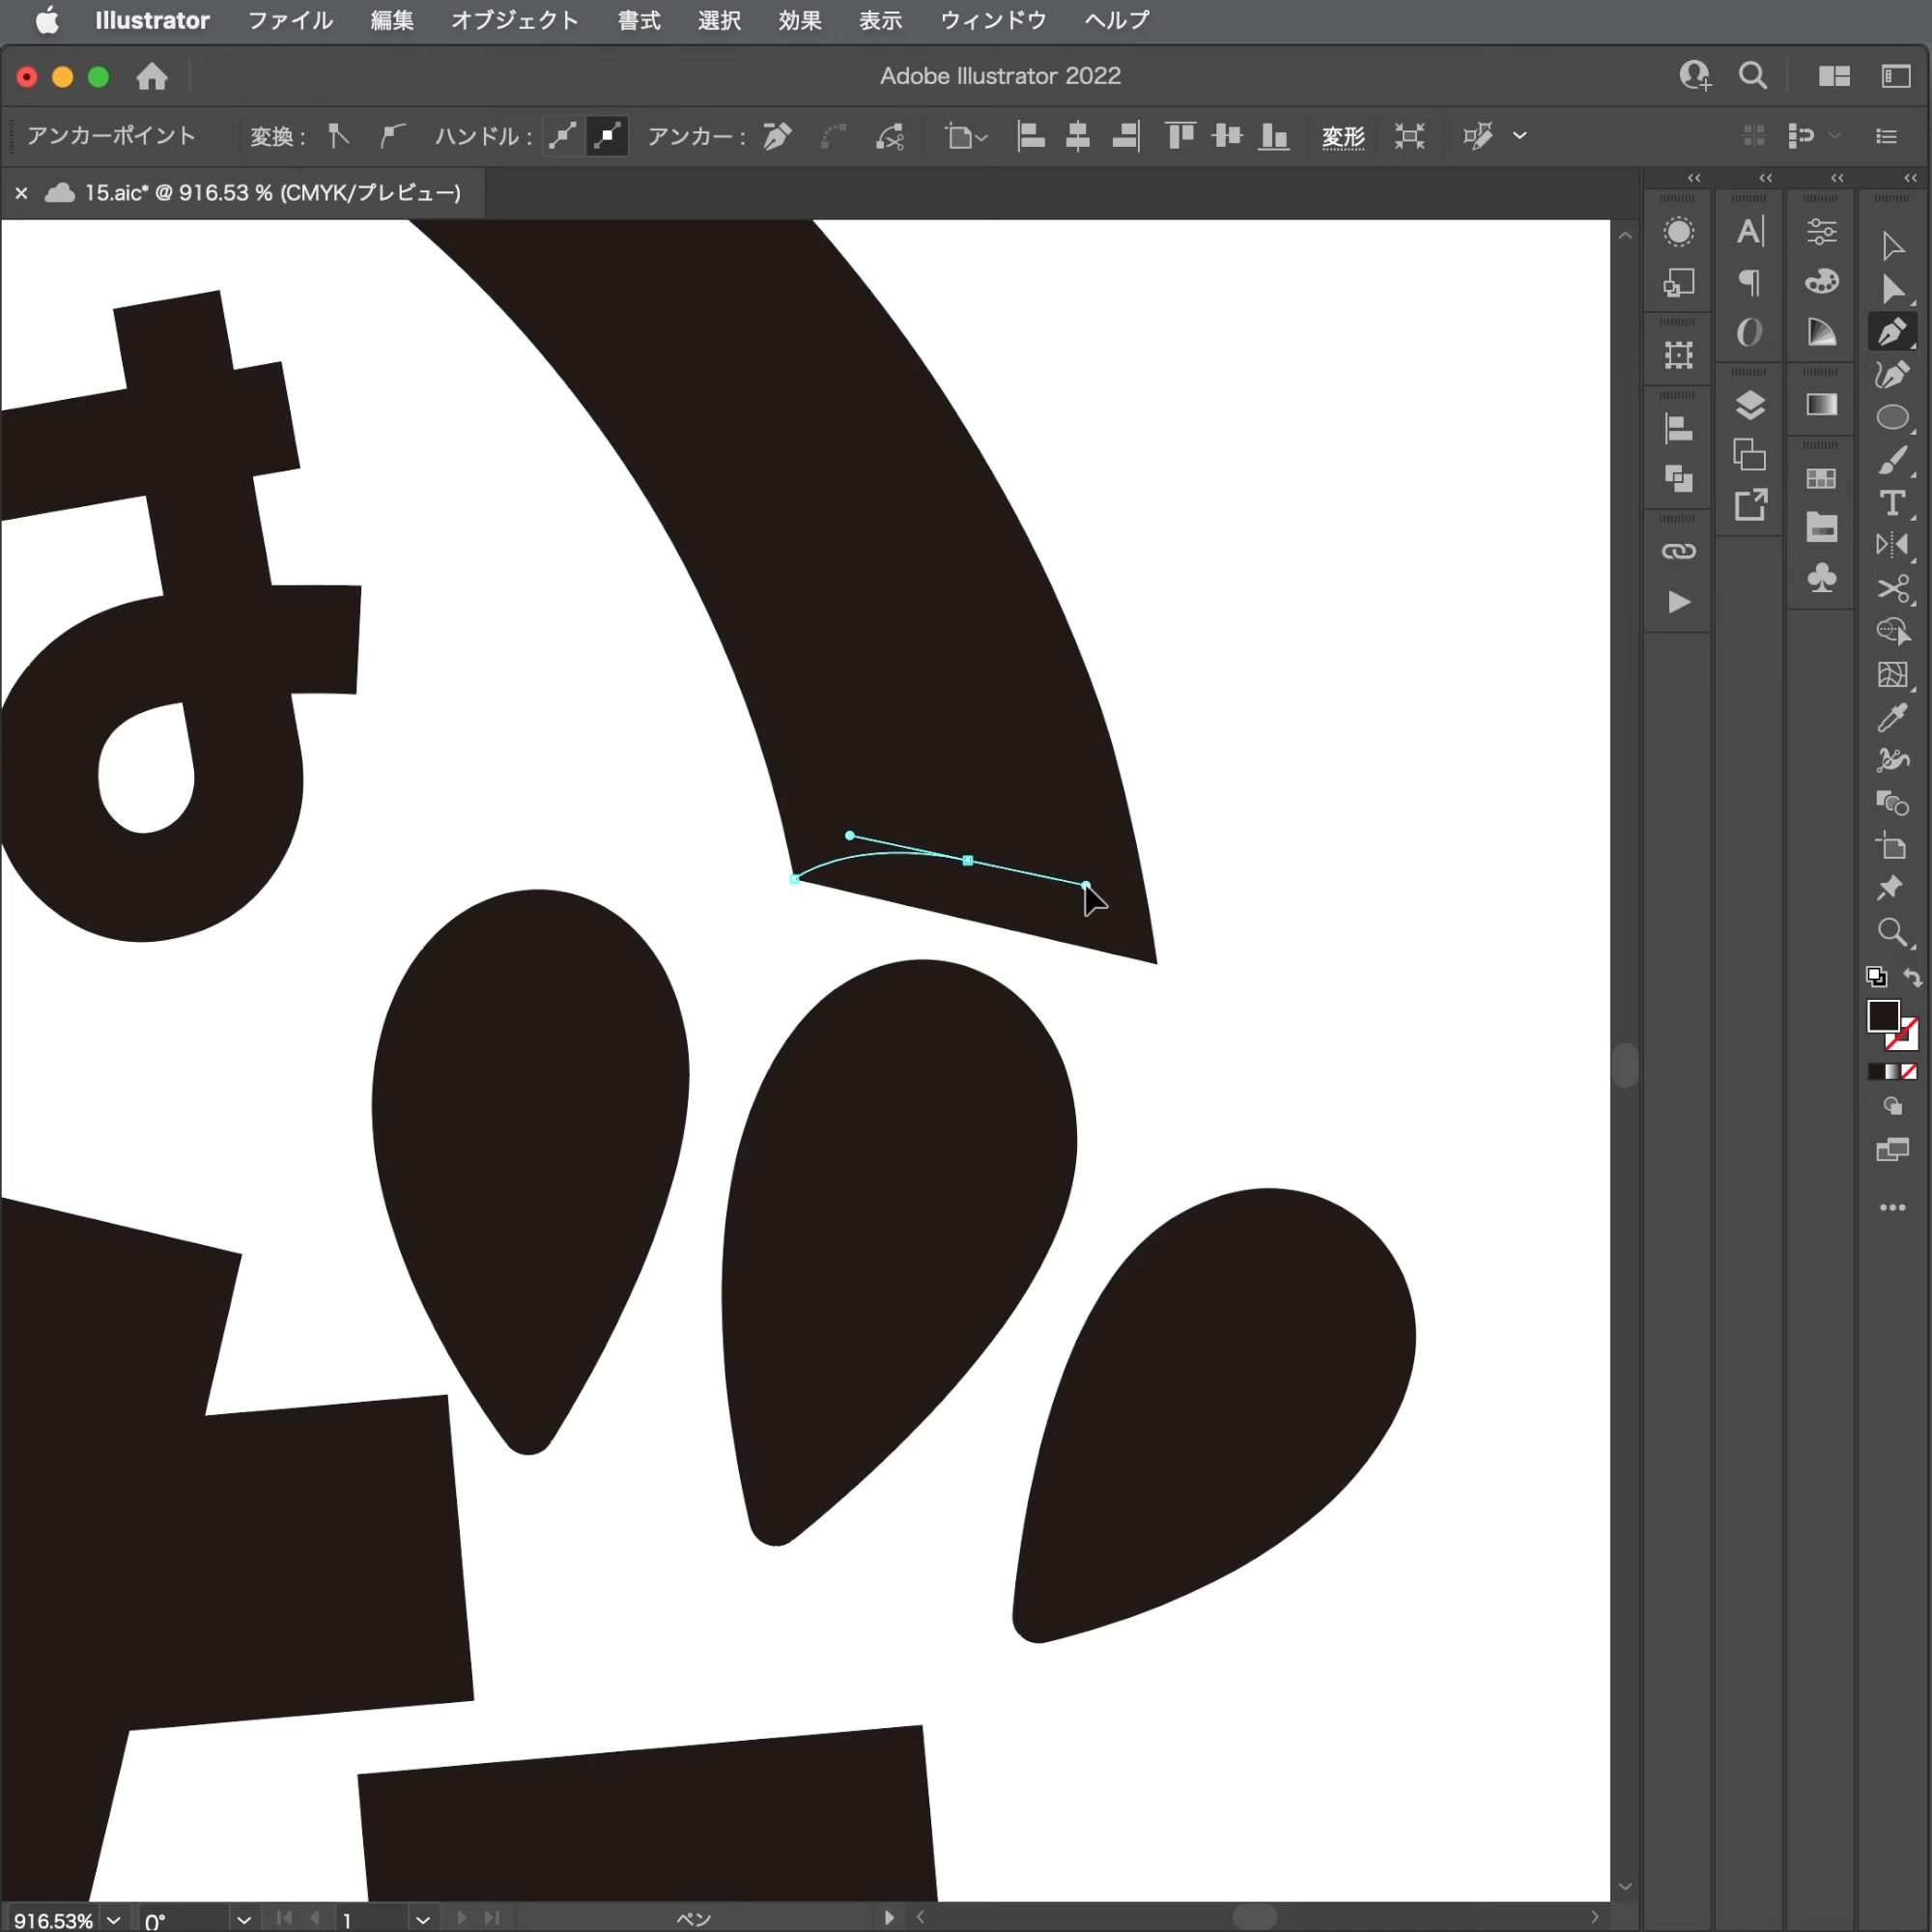 Illustrator ファイル 編集 オブジェクト 書式 選択 効果 表示 ウィンドウ ヘルプ
Adobe Illustrator 2022
アンカーポイント 変換： ハンドル： アンカー： 変形
× 15.aic* @ 916.53 % (CMYK/プレビュー)
916.53% 0° 1 ペン